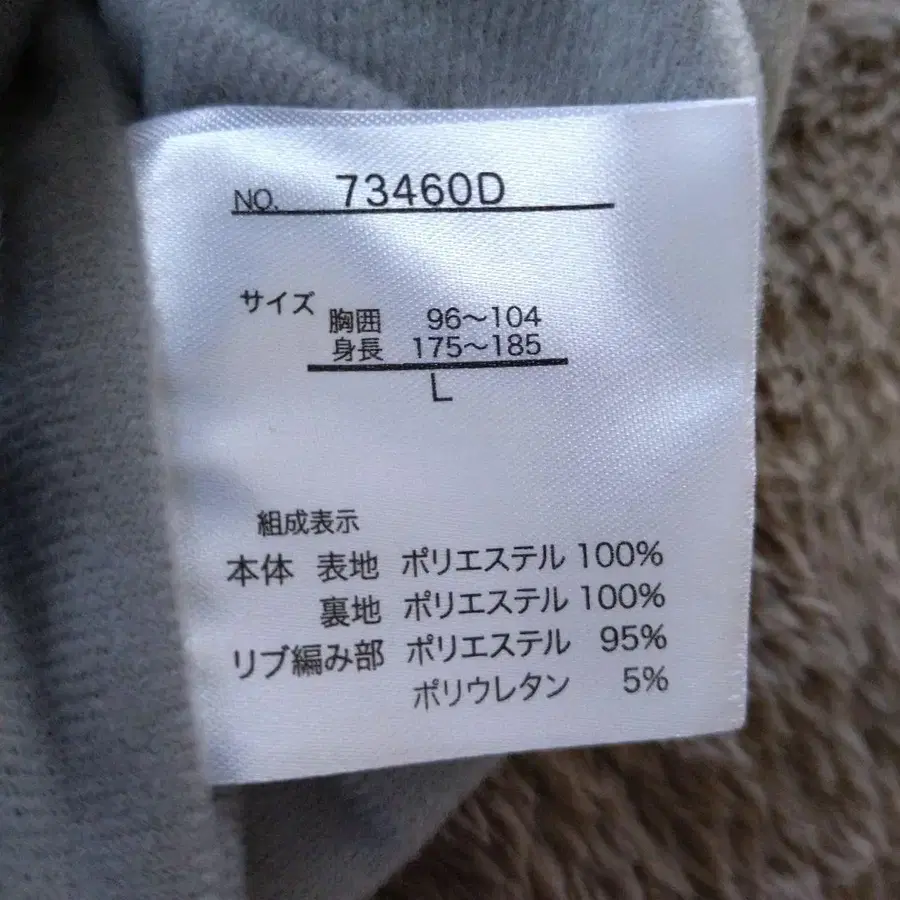 NO. 73460D
サイズ
胸囲 96～104
身長 175～185
L
組成表示
本体 表地 ポリエステル 100%
裏地 ポリエステル 100%
リブ編み部 ポリエステル 95%
ポリウレタン 5%